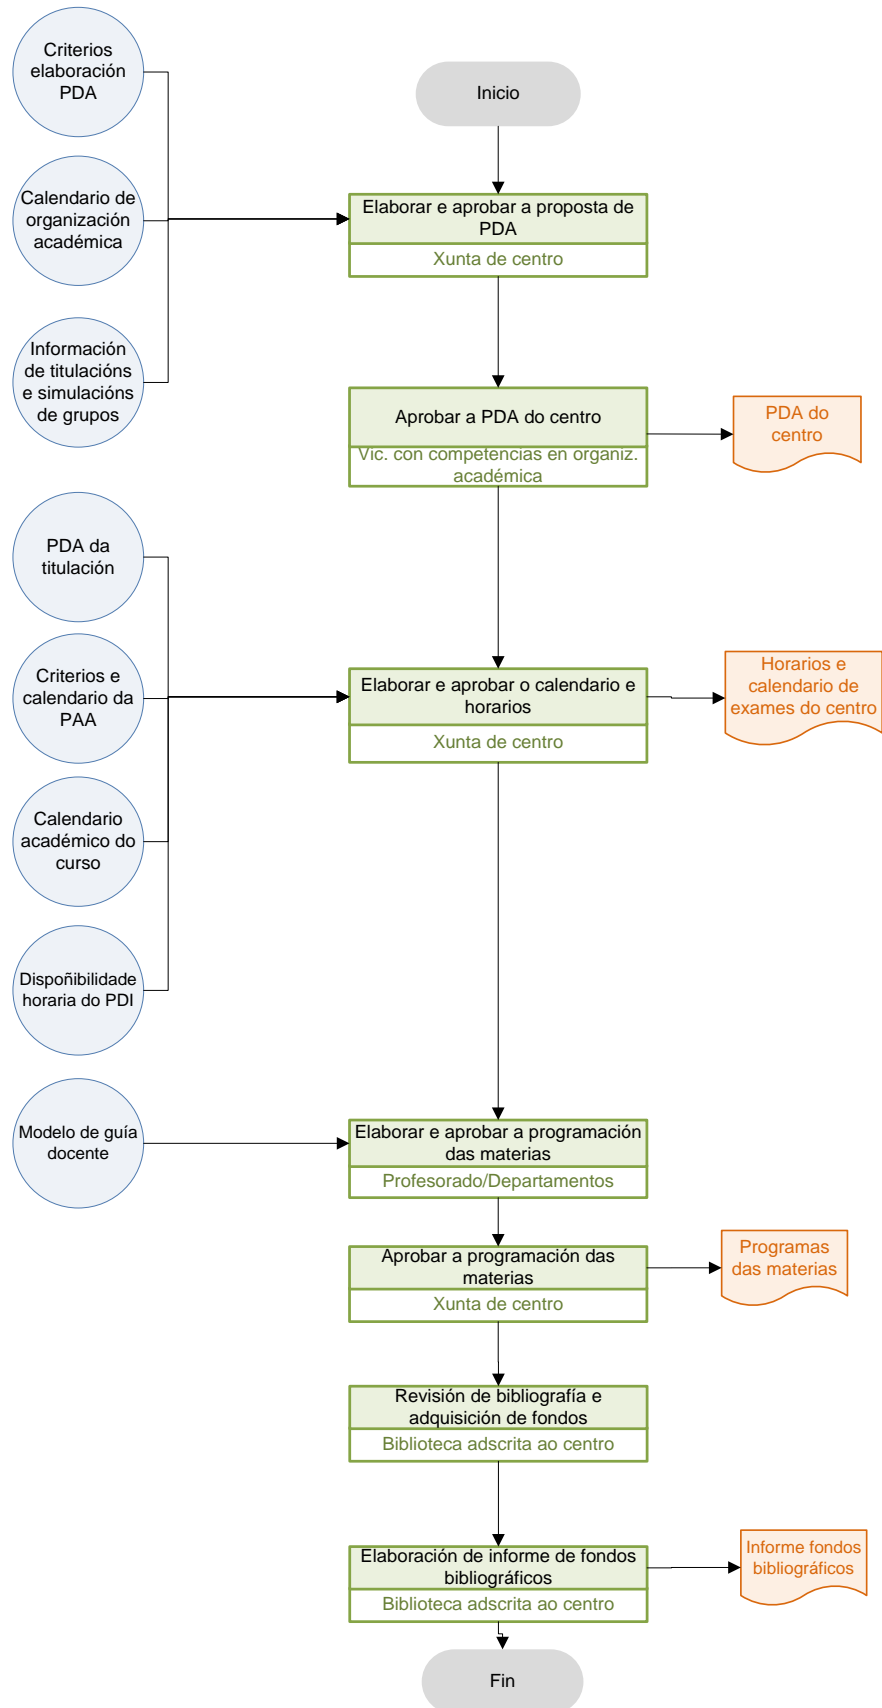 Criterios
elaboración
PDA
Inicio
Calendario de
organización
académica
Elaborar e aprobar a proposta de
PDA
Xunta de centro
Información
de titulacións
e simulacións
de grupos
Aprobar a PDA do centro
Vic. con competencias en organiz.
académica
PDA do
centro
PDA da
titulación
Criterios e
calendario da
PAA
Elaborar e aprobar o calendario e
horarios
Xunta de centro
Horarios e
calendario de
exames do centro
Calendario
académico do
curso
Dispoñibilidade
horaria do PDI
Modelo de guía
docente
Elaborar e aprobar a programación
das materias
Profesorado/Departamentos
Aprobar a programación das
materias
Xunta de centro
Programas
das materias
Revisión de bibliografía e
adquisición de fondos
Biblioteca adscrita ao centro
Elaboración de informe de fondos
bibliográficos
Biblioteca adscrita ao centro
Informe fondos
bibliográficos
Fin